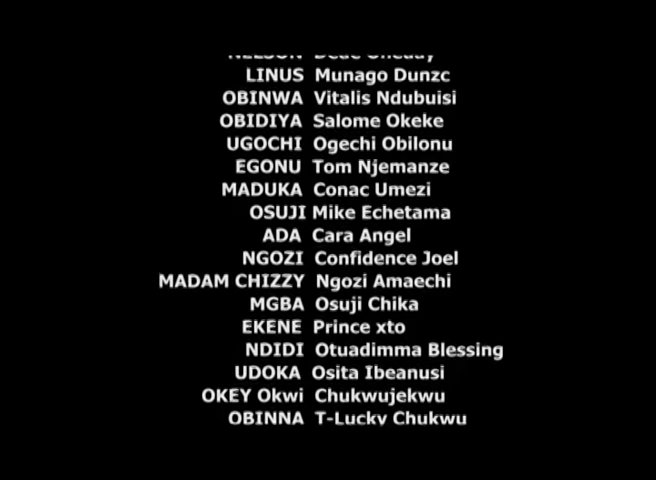 NELSON
LINUS Munago Dunzc
OBINWA Vitalis Ndubuisi
OBIDIYA Salome Okeke
UGOCHI Ogechi Obilonu
EGONU Tom Njemanze
MADUKA Conac Umezi
OSUJI Mike Echetama
ADA Cara Angel
NGOZI Confidence Joel
MADAM CHIZZY Ngozi Amaechi
MGBA Osuji Chika
EKENE Prince xto
NDIDI Otuadimma Blessing
UDOKA Osita Ibeanusi
OKEY Okwi Chukwujekwu
OBINNA T-Lucky Chukwu